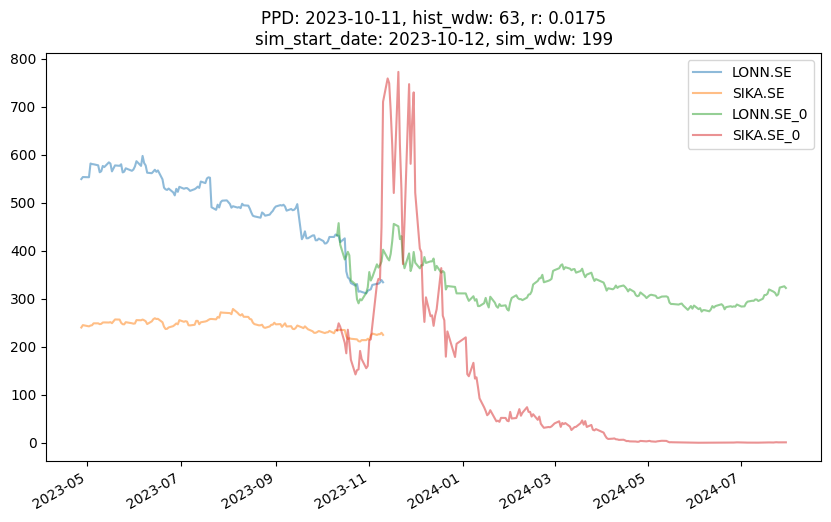 PPD: 2023-10-11, hist_wdw: 63, r: 0.0175
sim_start_date: 2023-10-12, sim_wdw: 199
800
700
600
500
400
300
200
100
0
LONN.SE
SIKA.SE
LONN.SE_0
SIKA.SE_0
2023-05
2023-07
2023-09
2023-11
2024-01
2024-03
2024-05
2024-07